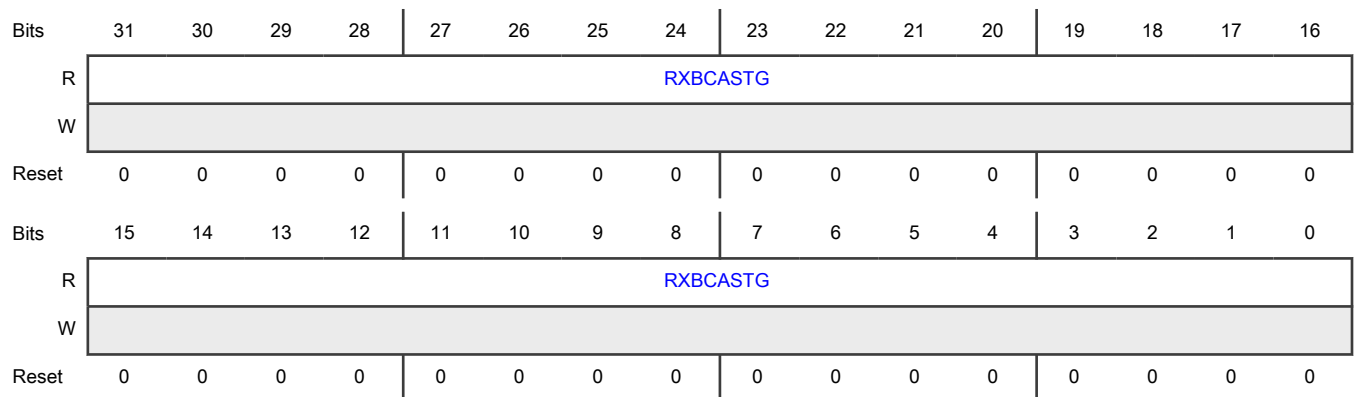 Bits 31 30 29 28 27 26 25 24 23 22 21 20 19 18 17 16
R RXBCASTG
W
Reset 0 0 0 0 0 0 0 0 0 0 0 0 0 0 0 0
Bits 15 14 13 12 11 10 9 8 7 6 5 4 3 2 1 0
R RXBCASTG
W
Reset 0 0 0 0 0 0 0 0 0 0 0 0 0 0 0 0